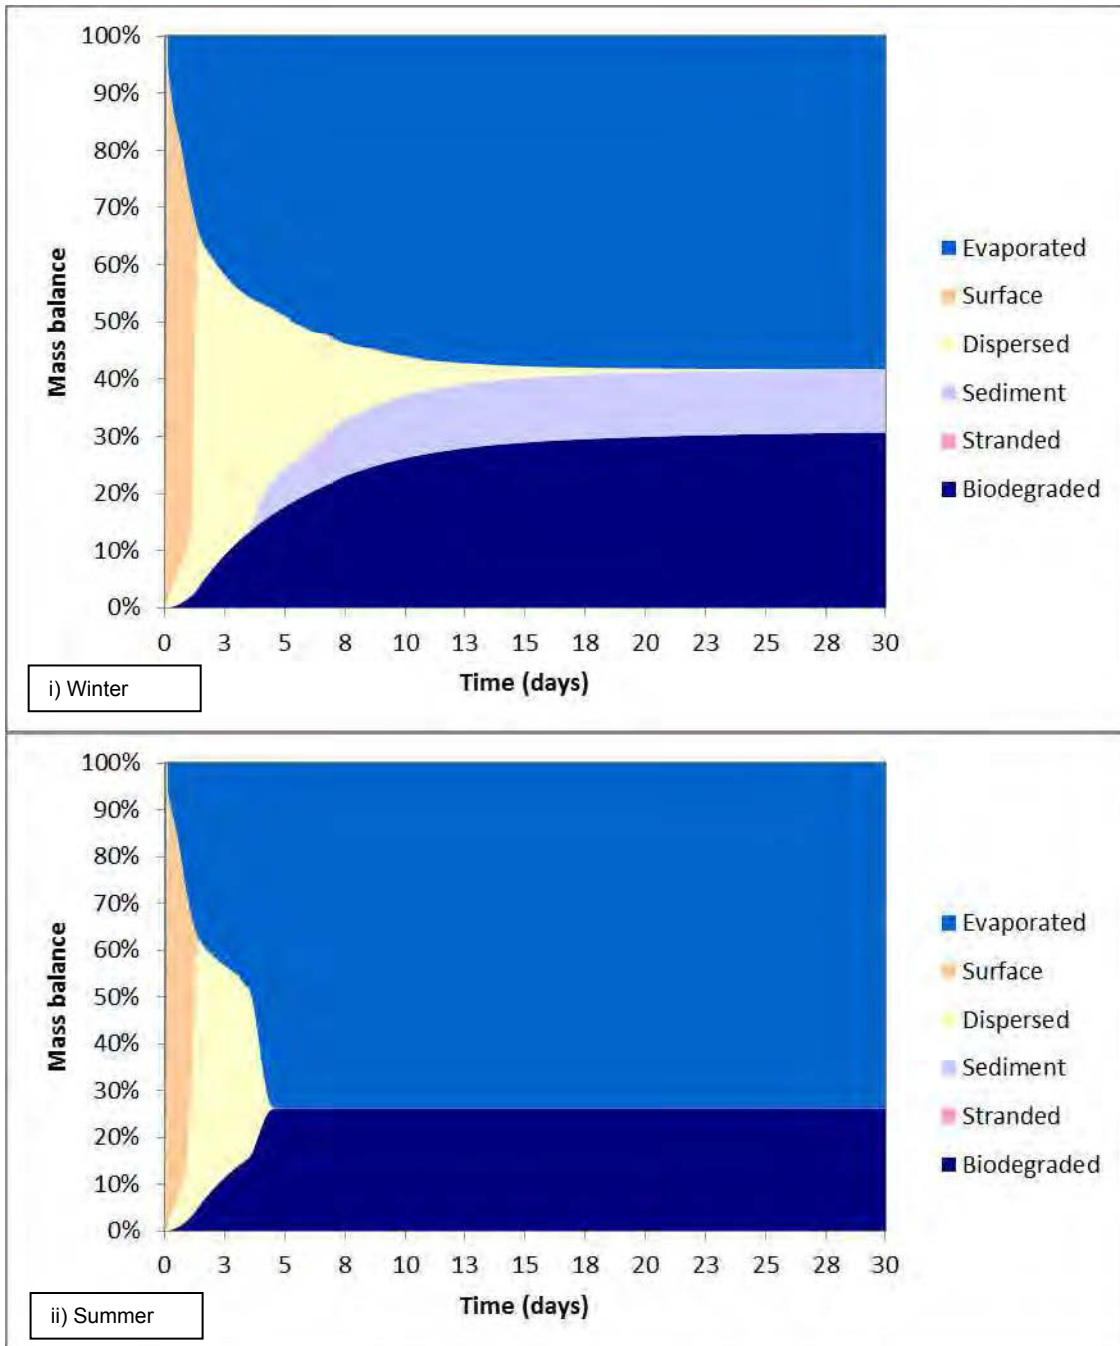 100%
90%
80%
70%
60%
50%
40%
30%
20%
10%
0%
Mass balance
0 3 5 8 10 13 15 18 20 23 25 28 30
Time (days)
Evaporated
Surface
Dispersed
Sediment
Stranded
Biodegraded
i) Winter
100%
90%
80%
70%
60%
50%
40%
30%
20%
10%
0%
Mass balance
0 3 5 8 10 13 15 18 20 23 25 28 30
Time (days)
Evaporated
Surface
Dispersed
Sediment
Stranded
Biodegraded
ii) Summer